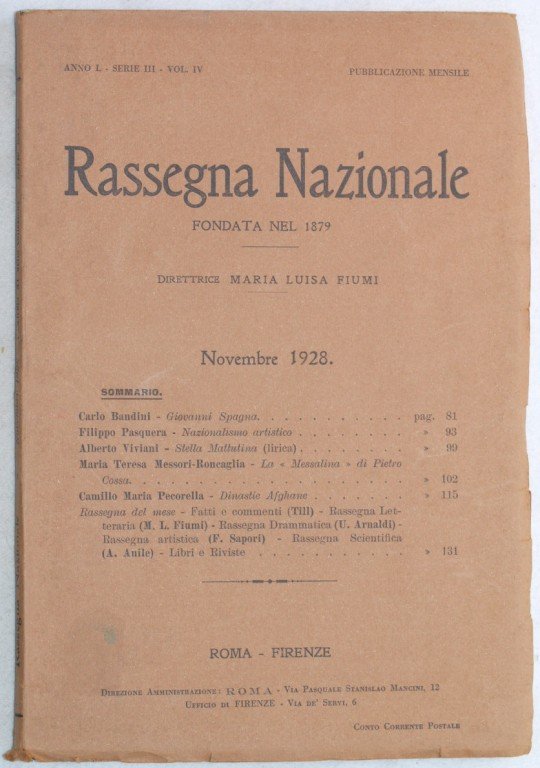 ANNO L - SERIE III - VOL. IV PUBBLICAZIONE MENSILE
Rassegna Nazionale
FONDATA NEL 1879
DIRETTRICE MARIA LUISA FIUMI
Novembre 1928.
SOMMARIO.
Carlo Bandini - Giovanni Spagna. . . . . . . . . . . . . pag. 81
Filippo Pasquera - Nazionalismo artistico . . . . . . . . . . » 93
Alberto Viviani - Stella Mattutina (lirica) . . . . . . . . . . » 99
Maria Teresa Messori-Roncaglia - La « Messalina » di Pietro
Cossa. . . . . . . . . . . . . . . . . . . . . . » 102
Camillo Maria Pecorella - Dinastie Afghane . . . . . . . . » 115
Rassegna del mese - Fatti e commenti (Till) - Rassegna Let-
teraria (M. L. Fiumi) - Rassegna Drammatica (U. Arnaldi) -
Rassegna artistica (F. Sapori) - Rassegna Scientifica
(A. Anile) - Libri e Riviste . . . . . . . . . . . . » 131
ROMA - FIRENZE
DIREZIONE AMMINISTRAZIONE: ROMA - VIA PASQUALE STANISLAO MANCINI, 12
UFFICIO DI FIRENZE - VIA DE' SERVI, 6
CONTO CORRENTE POSTALE